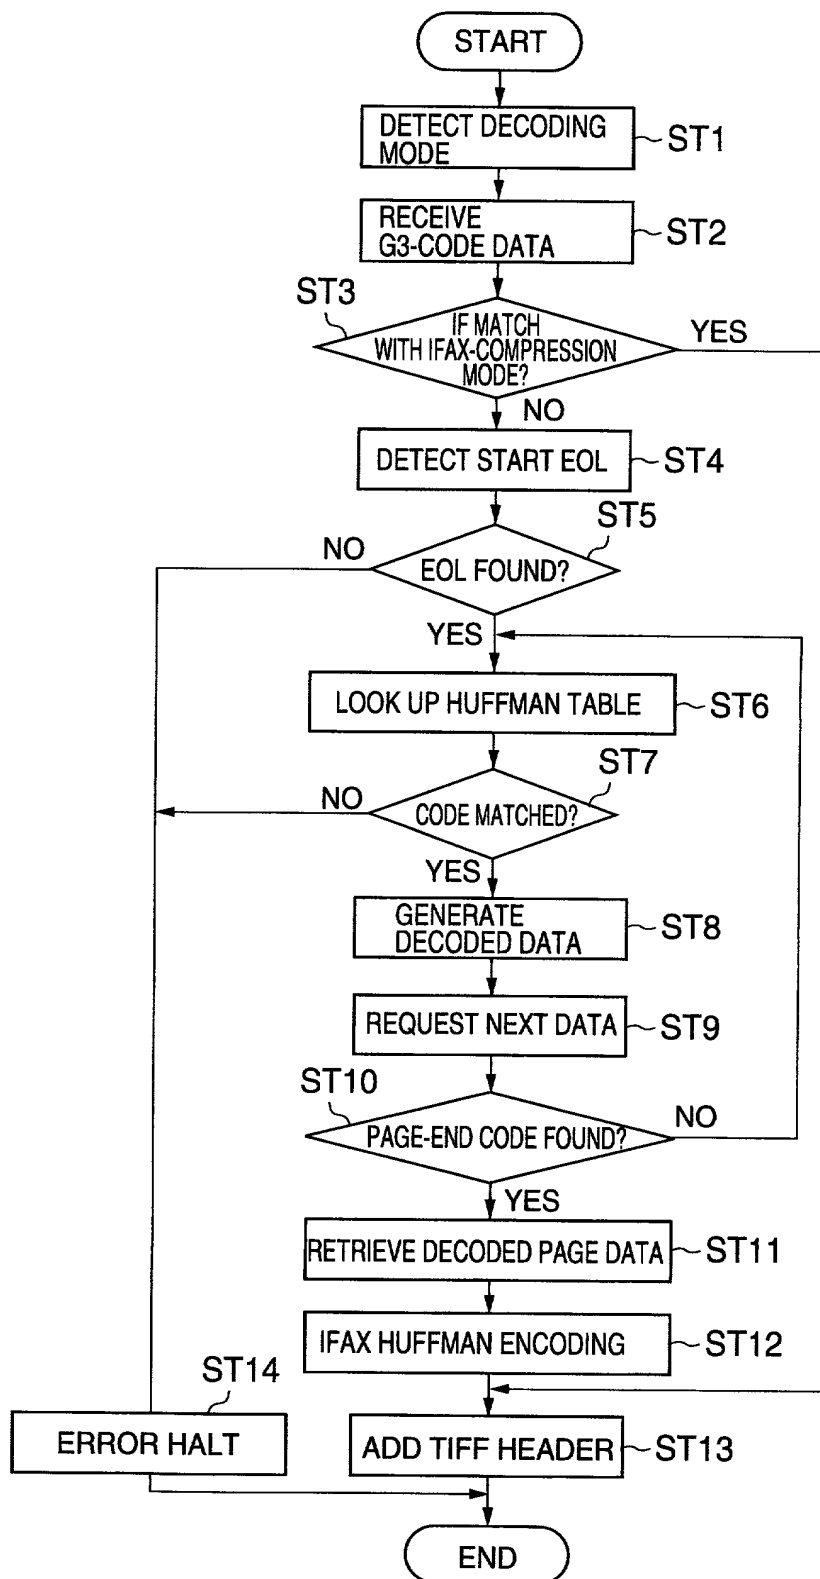 START
DETECT DECODING
MODE
ST1
RECEIVE
G3-CODE DATA
ST2
ST3
IF MATCH
WITH IFAX-COMPRESSION
MODE?
YES
NO
DETECT START EOL
ST4
ST5
NO
EOL FOUND?
YES
LOOK UP HUFFMAN TABLE
ST6
ST7
NO
CODE MATCHED?
YES
GENERATE
DECODED DATA
ST8
REQUEST NEXT DATA
ST9
ST10
PAGE-END CODE FOUND?
NO
YES
RETRIEVE DECODED PAGE DATA
ST11
IFAX HUFFMAN ENCODING
ST12
ST14
ERROR HALT
ADD TIFF HEADER
ST13
END